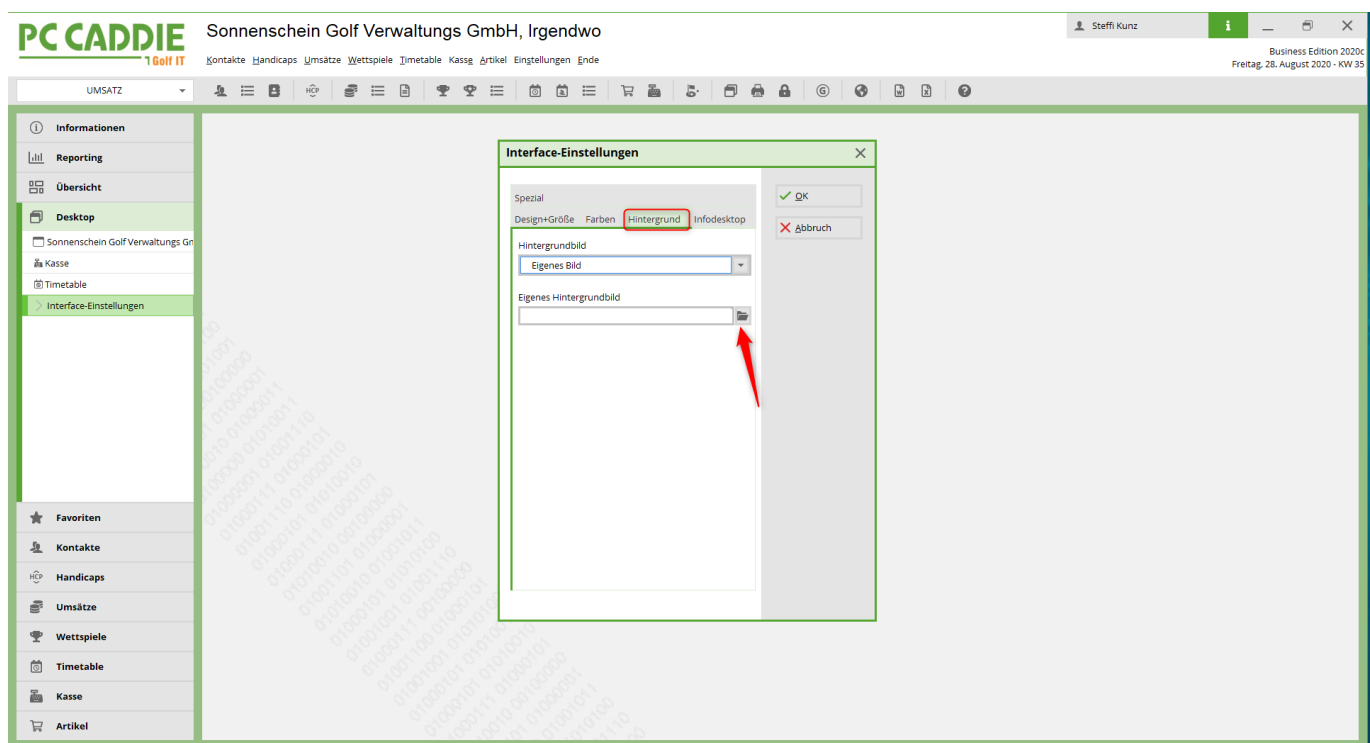 PC CADDIE
Golf IT
Sonnenschein Golf Verwaltungs GmbH, Irgendwo
Kontakte Handicaps Umsätze Wettspiele Timetable Kasse Artikel Einstellungen Ende
Steffi Kunz
i
Business Edition 2020c
Freitag, 28. August 2020 - KW 35
UMSATZ
HCP
G
Informationen
Reporting
Übersicht
Desktop
Sonnenschein Golf Verwaltungs Gn
Kasse
Timetable
Interface-Einstellungen
Favoriten
Kontakte
HCP Handicaps
Umsätze
Wettspiele
Timetable
Kasse
Artikel
Interface-Einstellungen
Spezial
Design+Größe Farben Hintergrund Infodesktop
Hintergrundbild
Eigenes Bild
Eigenes Hintergrundbild
OK
Abbruch